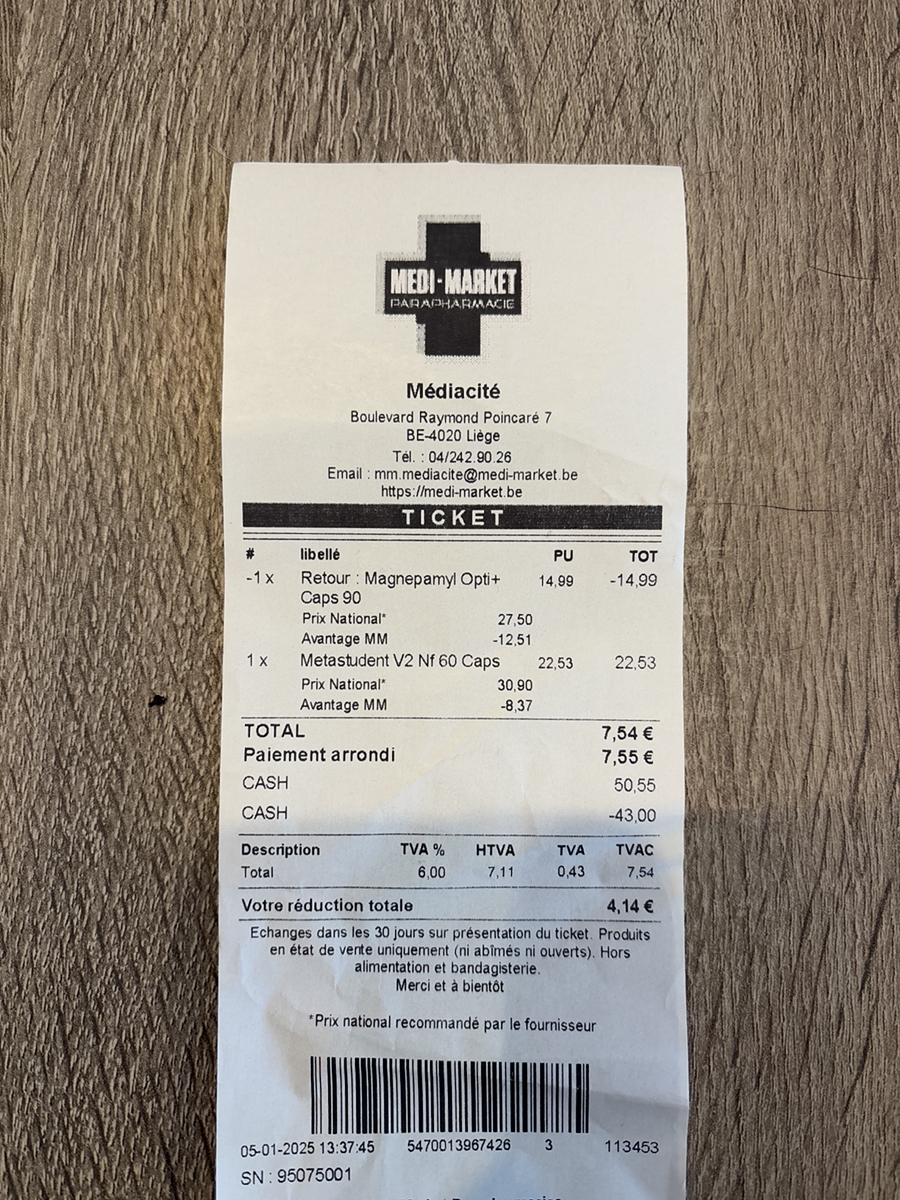 MEDI-MARKET
PARAPHARMACIE
Médiacité
Boulevard Raymond Poincaré 7
BE-4020 Liège
Tél. : 04/242.90.26
Email : mm.mediacite@medi-market.be
https://medi-market.be
TICKET
# libellé PU TOT
-1 x Retour : Magnepamyl Opti+ 14,99 -14,99
Caps 90
Prix National* 27,50
Avantage MM -12,51
1 x Metastudent V2 Nf 60 Caps 22,53 22,53
Prix National* 30,90
Avantage MM -8,37
TOTAL 7,54 €
Paiement arrondi 7,55 €
CASH 50,55
CASH -43,00
Description TVA % HTVA TVA TVAC
Total 6,00 7,11 0,43 7,54
Votre réduction totale 4,14 €
Echanges dans les 30 jours sur présentation du ticket. Produits
en état de vente uniquement (ni abîmés ni ouverts). Hors
alimentation et bandagisterie.
Merci et à bientôt
*Prix national recommandé par le fournisseur
05-01-2025 13:37:45 5470013967426 3 113453
SN : 95075001